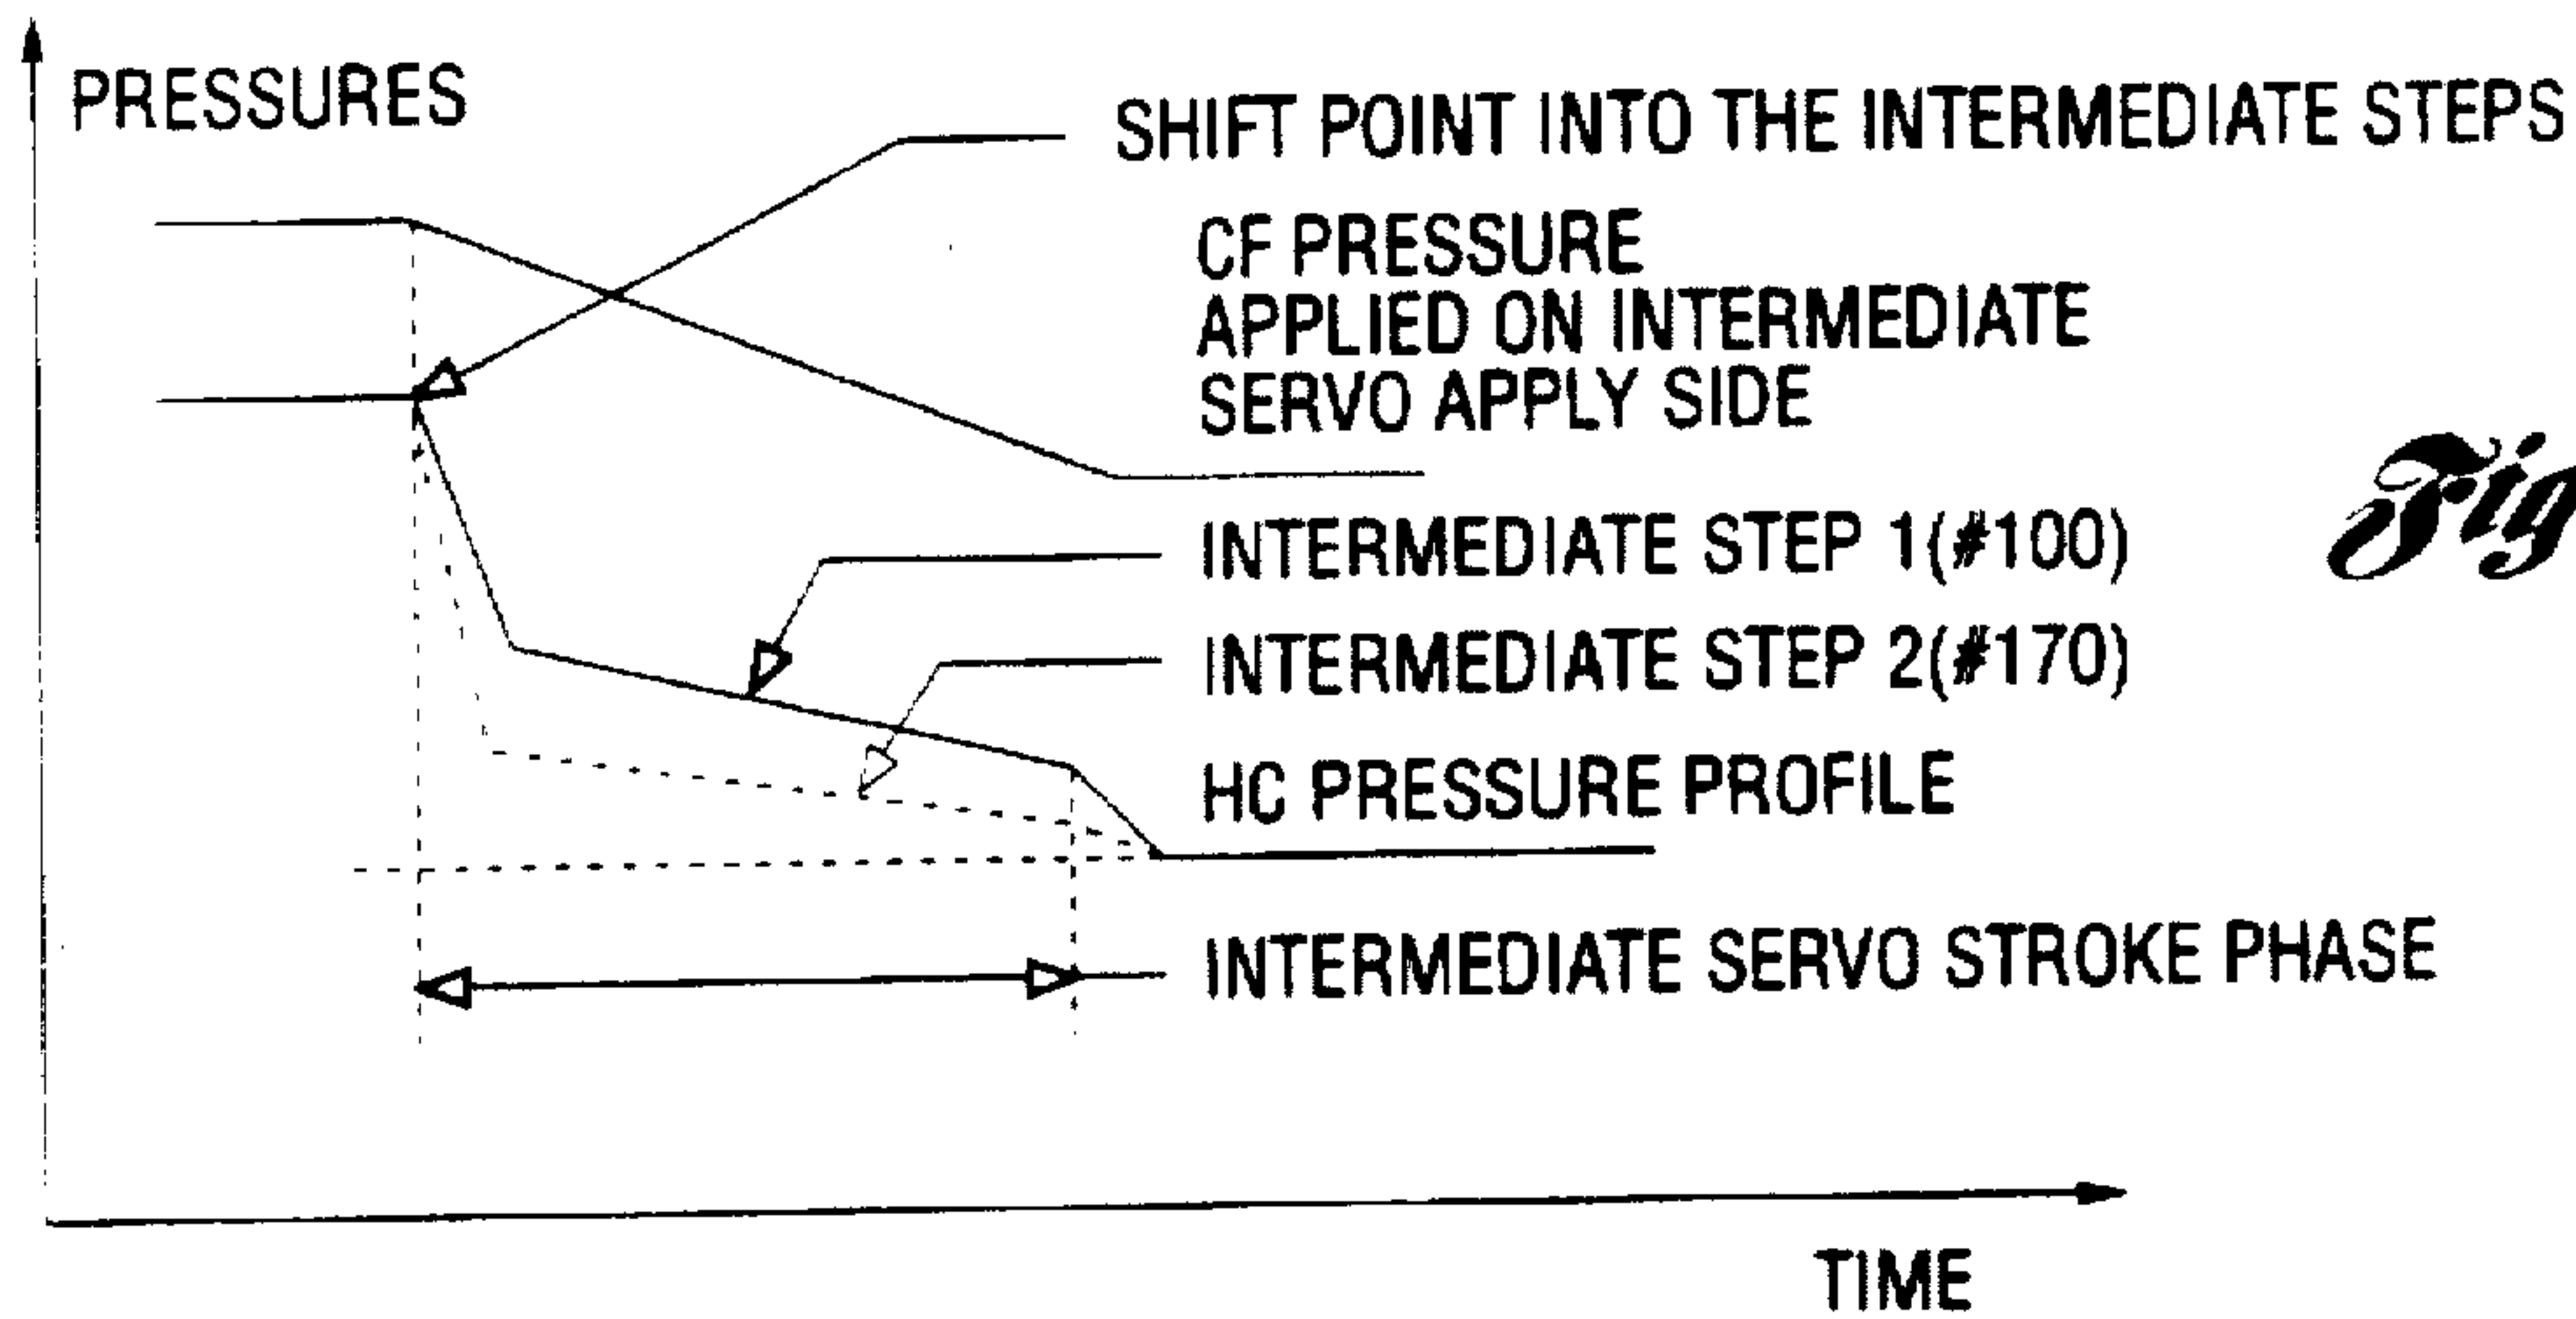 PRESSURES
SHIFT POINT INTO THE INTERMEDIATE STEPS
CF PRESSURE
APPLIED ON INTERMEDIATE
SERVO APPLY SIDE
INTERMEDIATE STEP 1(#100)
INTERMEDIATE STEP 2(#170)
HC PRESSURE PROFILE
INTERMEDIATE SERVO STROKE PHASE
TIME